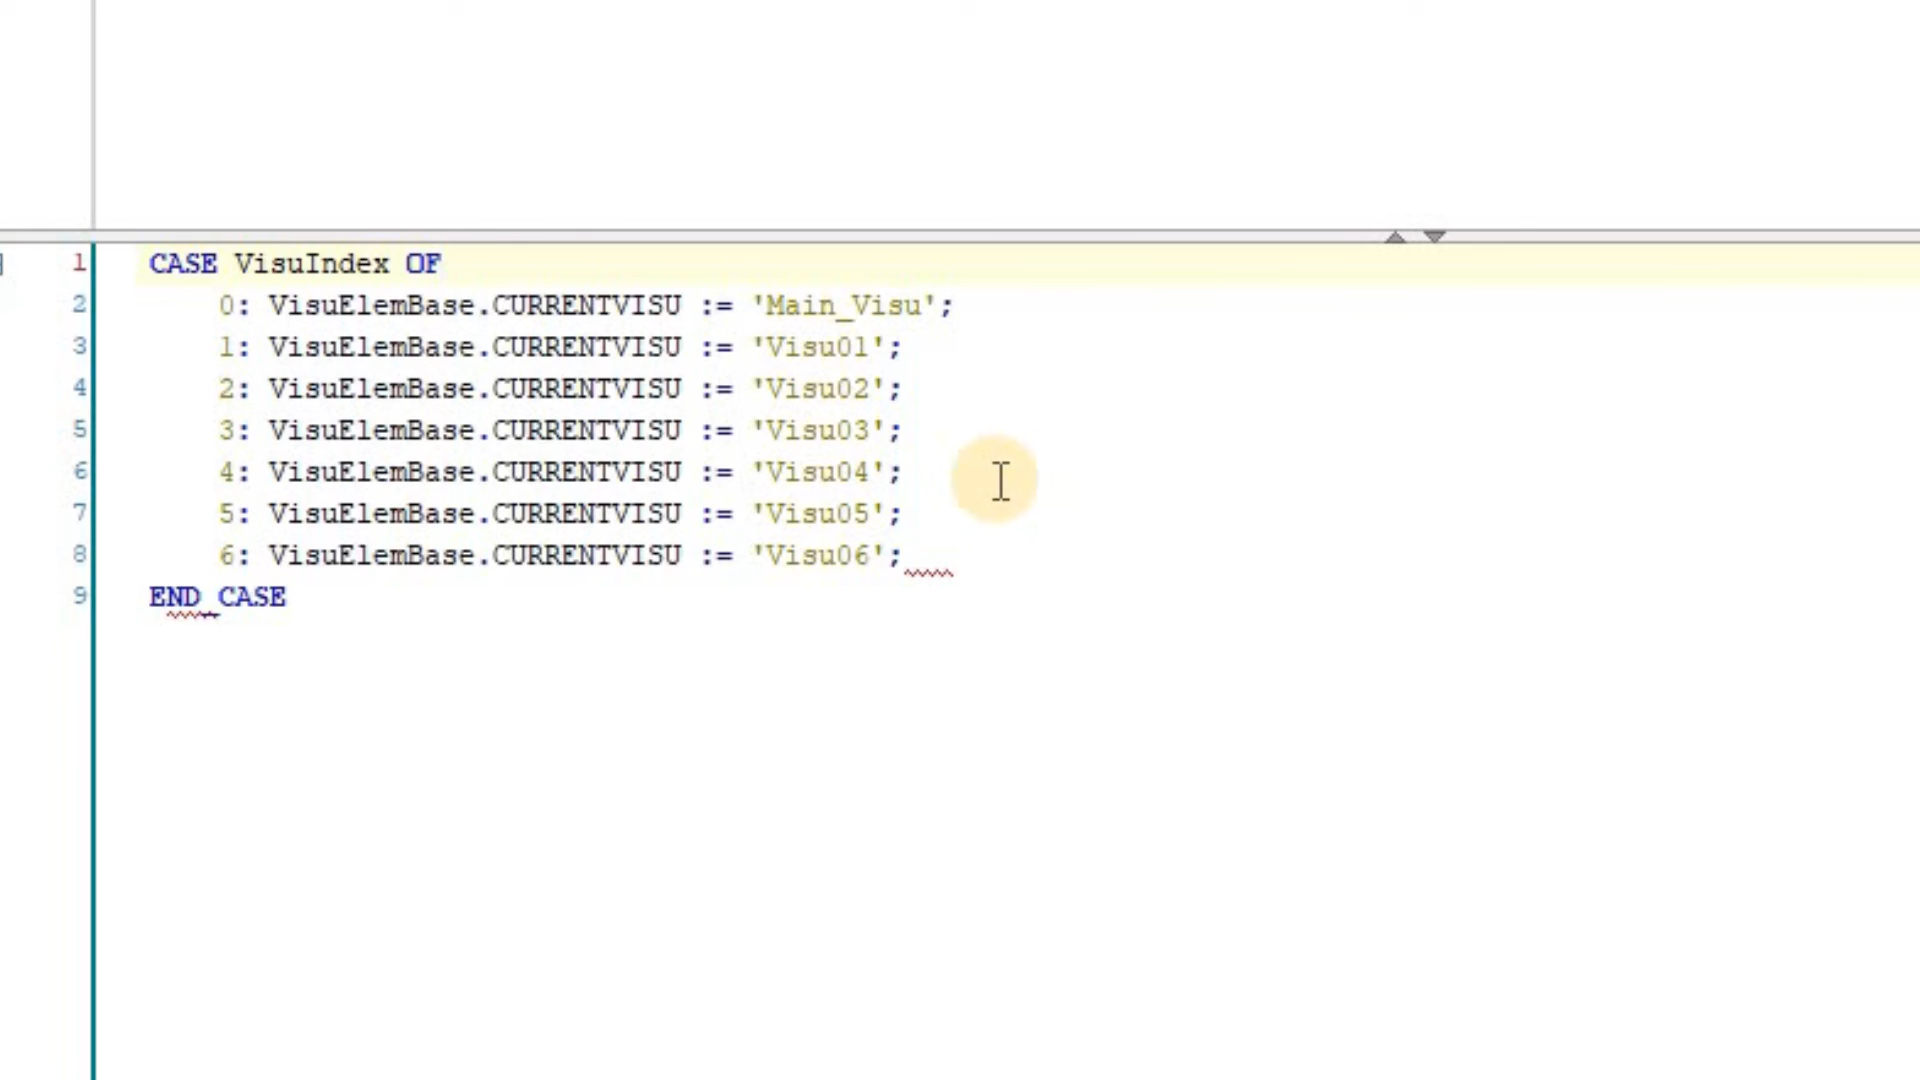 1 CASE VisuIndex OF
2 0: VisuElemBase.CURRENTVISU := 'Main_Visu';
3 1: VisuElemBase.CURRENTVISU := 'Visu01';
4 2: VisuElemBase.CURRENTVISU := 'Visu02';
5 3: VisuElemBase.CURRENTVISU := 'Visu03';
6 4: VisuElemBase.CURRENTVISU := 'Visu04';
7 5: VisuElemBase.CURRENTVISU := 'Visu05';
8 6: VisuElemBase.CURRENTVISU := 'Visu06';
9 END_CASE